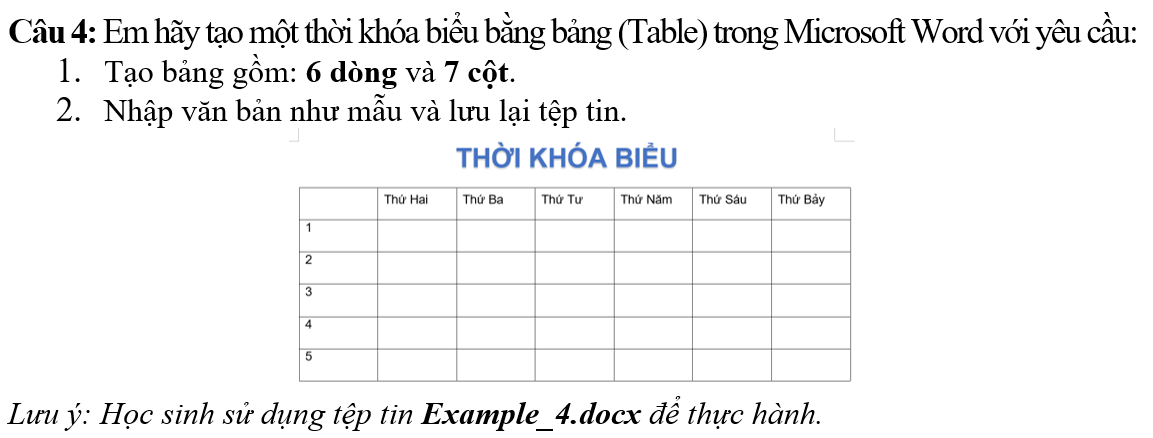 Câu 4: Em hãy tạo một thời khóa biểu bằng bảng (Table) trong Microsoft Word với yêu cầu:
1. Tạo bảng gồm: 6 dòng và 7 cột.
2. Nhập văn bản như mẫu và lưu lại tệp tin.
THỜI KHÓA BIỂU
Thứ Hai Thứ Ba Thứ Tư Thứ Năm Thứ Sáu Thứ Bảy
1
2
3
4
5
Lưu ý: Học sinh sử dụng tệp tin Example_4.docx để thực hành.